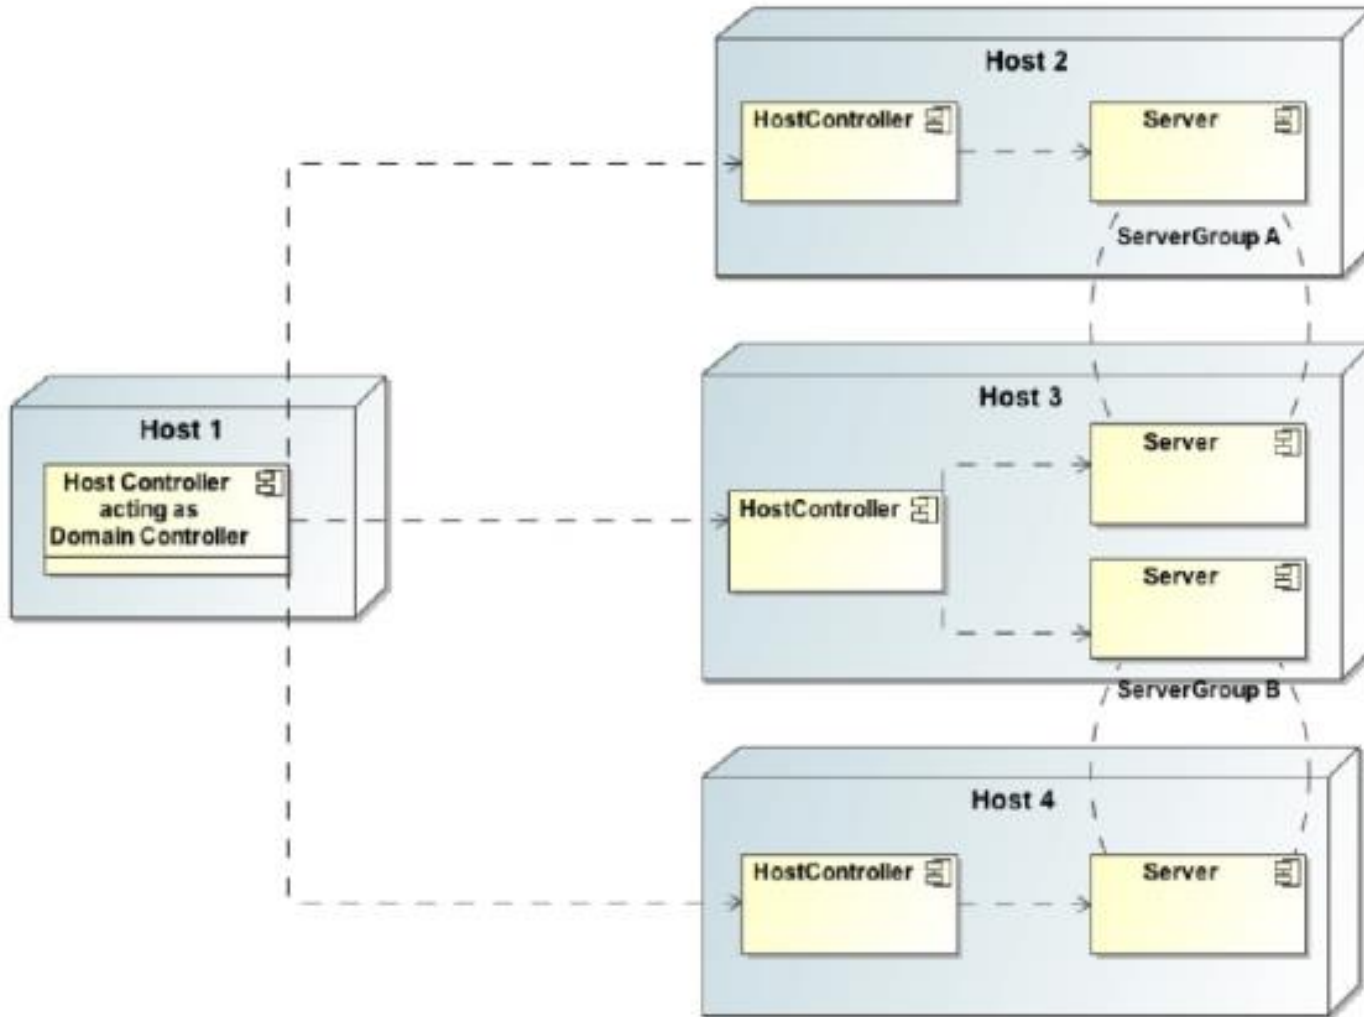 Host 2
HostController
Server
ServerGroup A
Host 1
Host Controller
acting as
Domain Controller
Host 3
HostController
Server
Server
ServerGroup B
Host 4
HostController
Server